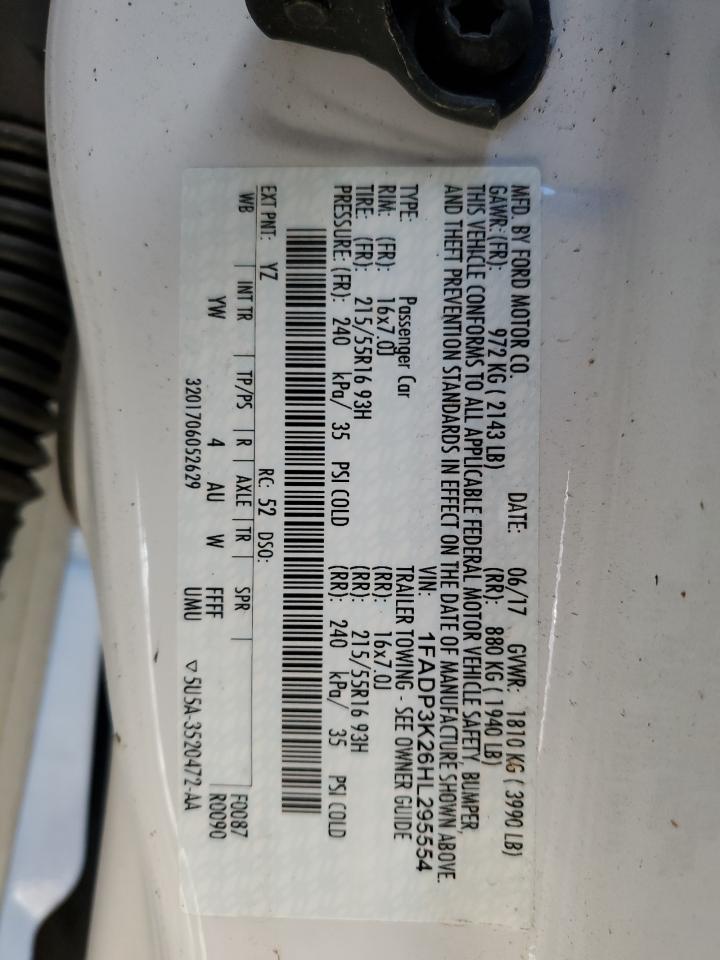 MFD. BY FORD MOTOR CO.
DATE: 06/17 GVWR: 1810 KG ( 3990 LB)
GAWR: (FR): 972 KG ( 2143 LB) (RR): 880 KG ( 1940 LB)
THIS VEHICLE CONFORMS TO ALL APPLICABLE FEDERAL MOTOR VEHICLE SAFETY, BUMPER,
AND THEFT PREVENTION STANDARDS IN EFFECT ON THE DATE OF MANUFACTURE SHOWN ABOVE.
VIN: 1FADP3K26HL295554
TYPE: Passenger Car TRAILER TOWING - SEE OWNER GUIDE
RIM: (FR): 16x7.0J (RR): 16x7.0J
TIRE: (FR): 215/55R16 93H (RR): 215/55R16 93H
PRESSURE (FR): 240 kPa/ 35 PSI COLD (RR): 240 kPa/ 35 PSI COLD
EXT PNT: YZ RC: 52 DSO: F0087
WB INT TR TP/PS R AXLE TR SPR R0090
YW 4 AU W FFF
UMU
3201706052629 ▽5U5A-3520472-AA